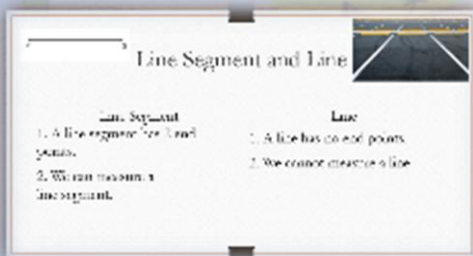 Line Segment and Line
Line Segment
1. A line segment has 2 end
points.
2. We can measure a
line segment.
Line
1. A line has no end points.
2. We cannot measure a line